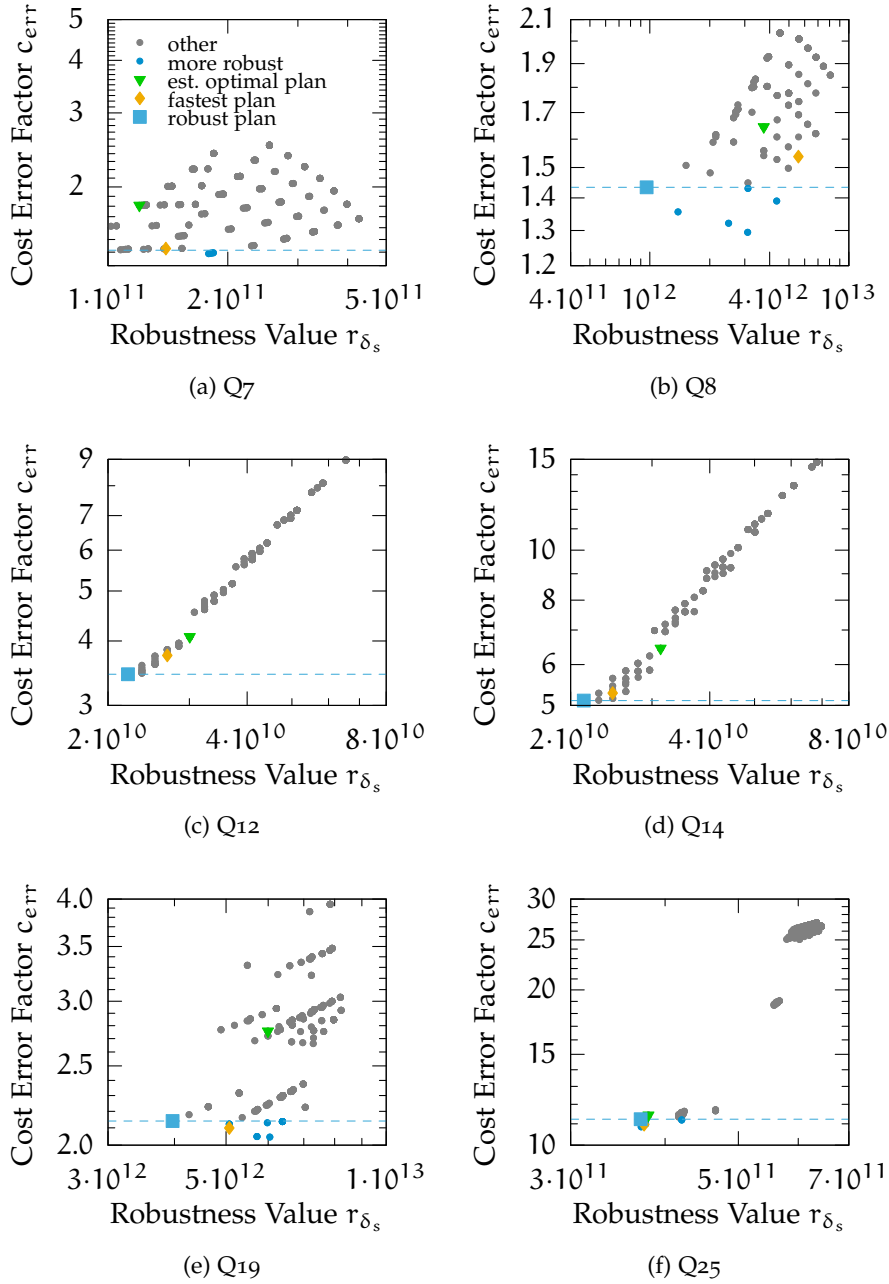 Cost Error Factor c_err
5
4
3
2
other
more robust
est. optimal plan
fastest plan
robust plan
1·10^11
2·10^11
5·10^11
Robustness Value r_δs
(a) Q7
Cost Error Factor c_err
2.1
1.9
1.7
1.5
1.4
1.3
1.2
4·10^11
10^12
4·10^12
10^13
Robustness Value r_δs
(b) Q8
Cost Error Factor c_err
9
7
6
5
4
3
2·10^10
4·10^10
8·10^10
Robustness Value r_δs
(c) Q12
Cost Error Factor c_err
15
10
8
6
5
2·10^10
4·10^10
8·10^10
Robustness Value r_δs
(d) Q14
Cost Error Factor c_err
4.0
3.5
3.0
2.5
2.0
3·10^12
5·10^12
1·10^13
Robustness Value r_δs
(e) Q19
Cost Error Factor c_err
30
25
20
15
10
3·10^11
5·10^11
7·10^11
Robustness Value r_δs
(f) Q25